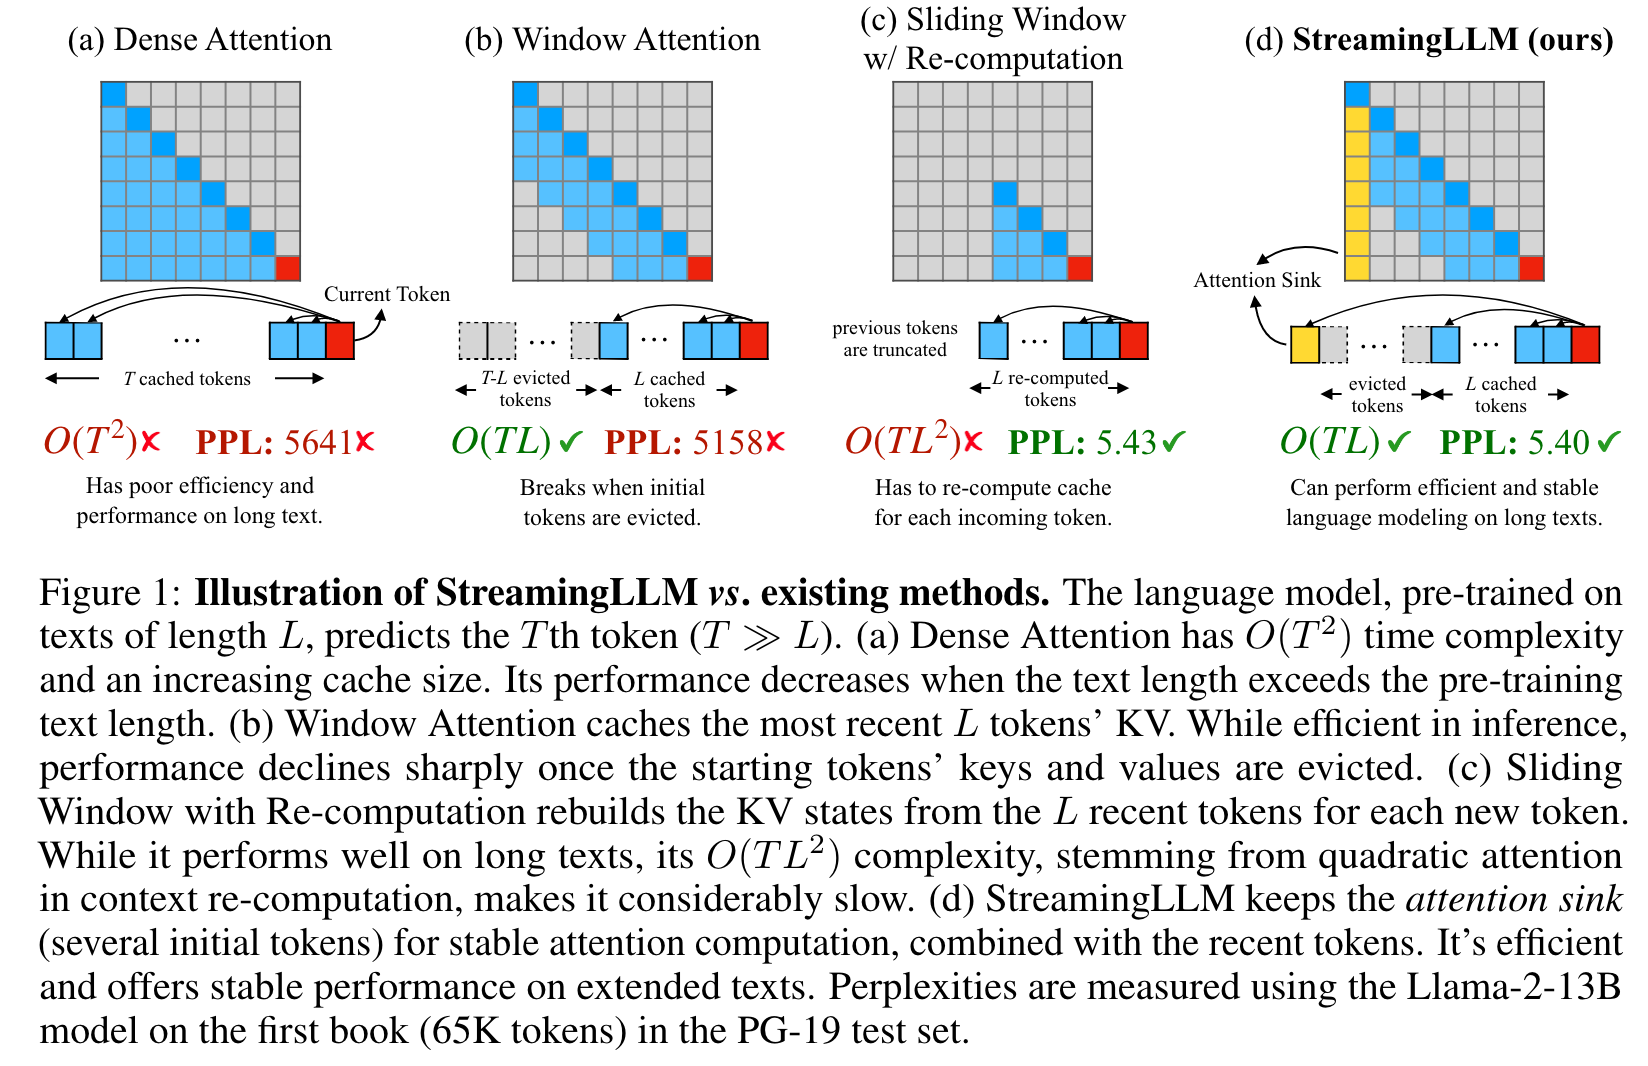 (a) Dense Attention
(b) Window Attention
(c) Sliding Window
w/ Re-computation
(d) StreamingLLM (ours)
Current Token
T cached tokens
O(T²)✗ PPL: 5641✗
Has poor efficiency and
performance on long text.
...
T-L evicted
tokens
L cached
tokens
O(TL)✓ PPL: 5158✗
Breaks when initial
tokens are evicted.
previous tokens
are truncated
L re-computed
tokens
O(TL²)✗ PPL: 5.43✓
Has to re-compute cache
for each incoming token.
Attention Sink
evicted
tokens
L cached
tokens
O(TL)✓ PPL: 5.40✓
Can perform efficient and stable
language modeling on long texts.
Figure 1: Illustration of StreamingLLM vs. existing methods. The language model, pre-trained on
texts of length L, predicts the Tth token (T ≫ L). (a) Dense Attention has O(T²) time complexity
and an increasing cache size. Its performance decreases when the text length exceeds the pre-training
text length. (b) Window Attention caches the most recent L tokens’ KV. While efficient in inference,
performance declines sharply once the starting tokens’ keys and values are evicted. (c) Sliding
Window with Re-computation rebuilds the KV states from the L recent tokens for each new token.
While it performs well on long texts, its O(TL²) complexity, stemming from quadratic attention
in context re-computation, makes it considerably slow. (d) StreamingLLM keeps the attention sink
(several initial tokens) for stable attention computation, combined with the recent tokens. It’s efficient
and offers stable performance on extended texts. Perplexities are measured using the Llama-2-13B
model on the first book (65K tokens) in the PG-19 test set.